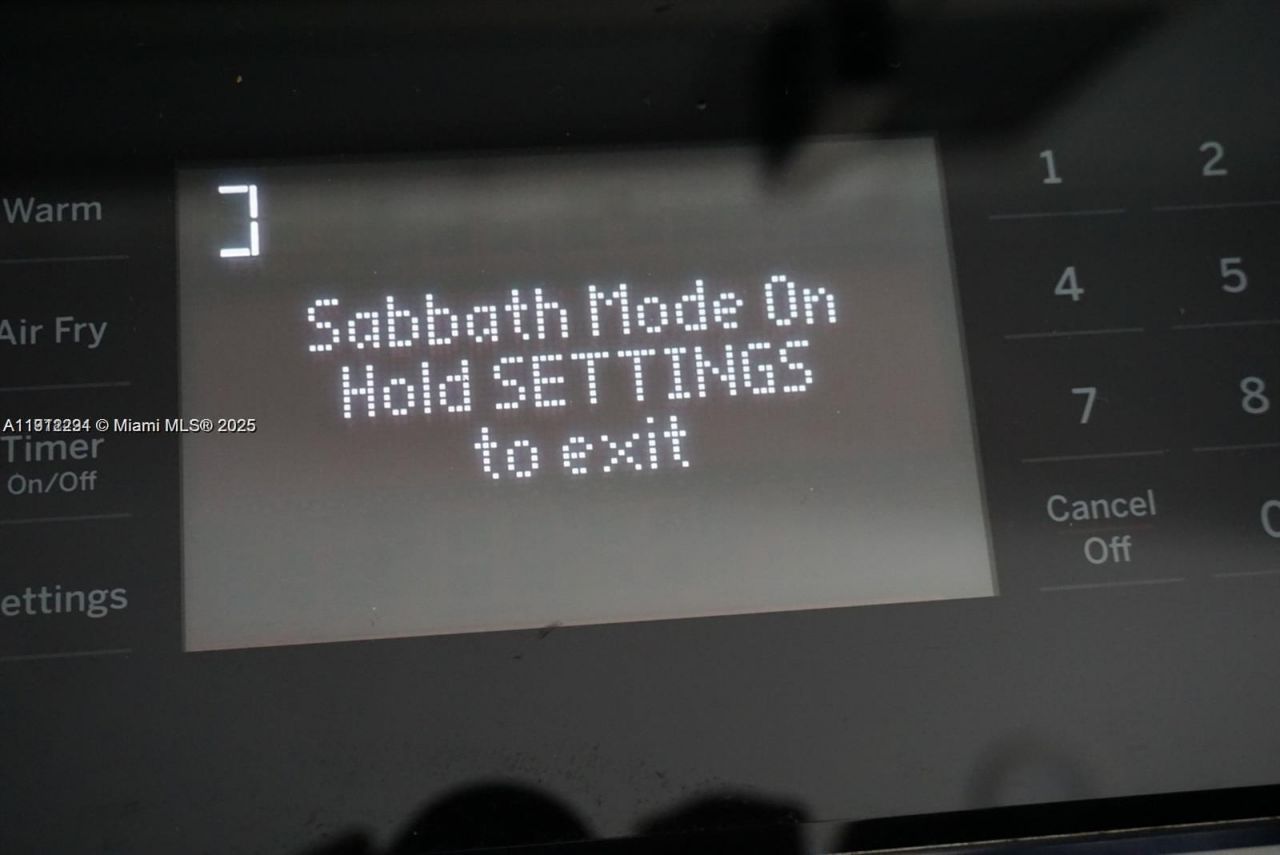 Warm
Air Fry
Timer
On/Off
ettings
]
Sabbath Mode On
Hold SETTINGS
to exit
1
2
4
5
7
8
Cancel
Off
0
© Miami MLS® 2025